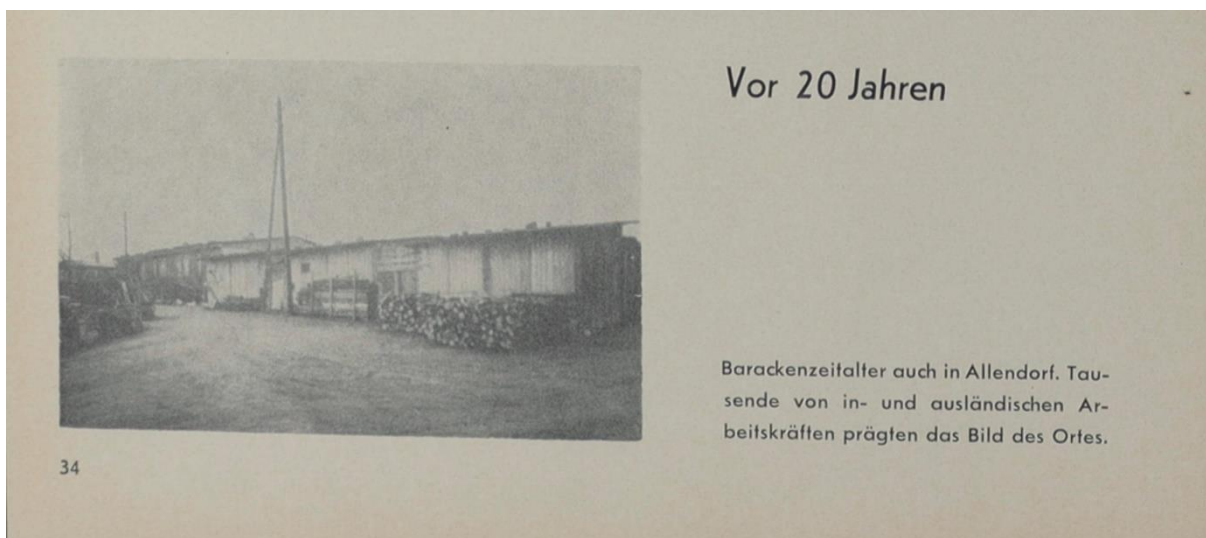 Vor 20 Jahren
Barackenzeitalter auch in Allendorf. Tau-
sende von in- und ausländischen Ar-
beitskräften prägten das Bild des Ortes.
34